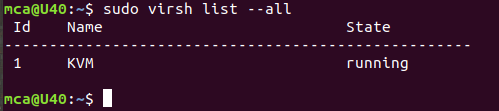 mca@U40:~$ sudo virsh list --all
 Id    Name                           State
----------------------------------------------------
 1     KVM                            running

mca@U40:~$